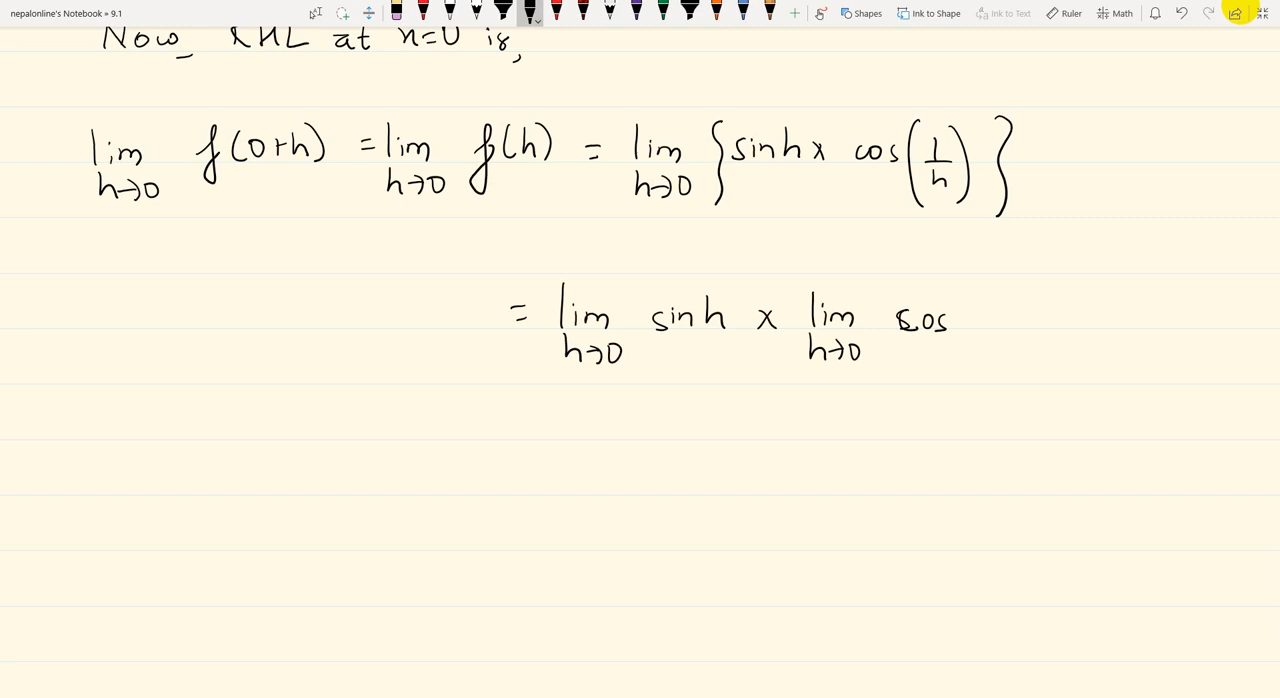 nepalonline's Notebook » 9.1
Shapes Ink to Shape Ink to Text Ruler Math
Now, RHL at x=0 is,
lim h→0 f(0+h) = lim h→0 f(h) = lim h→0 {sinh x cos(1/h)}
= lim h→0 sinh x lim h→0 cos